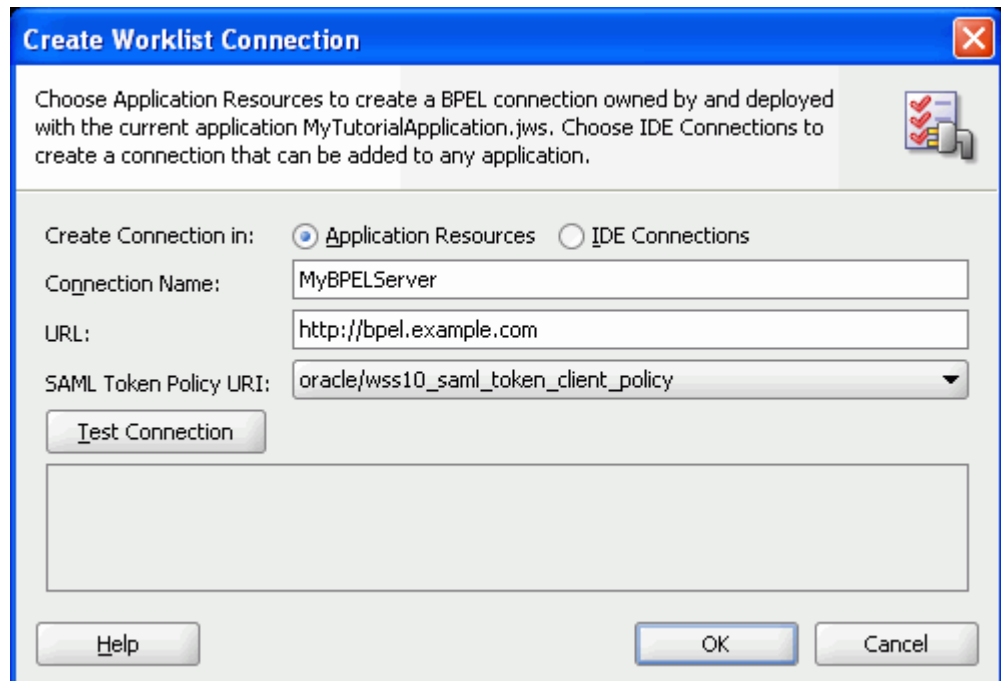 Create Worklist Connection
Choose Application Resources to create a BPEL connection owned by and deployed
with the current application MyTutorialApplication.jws. Choose IDE Connections to
create a connection that can be added to any application.
Create Connection in: Application Resources IDE Connections
Connection Name: MyBPELServer
URL: http://bpel.example.com
SAML Token Policy URI: oracle/wss10_saml_token_client_policy
Test Connection
Help OK Cancel